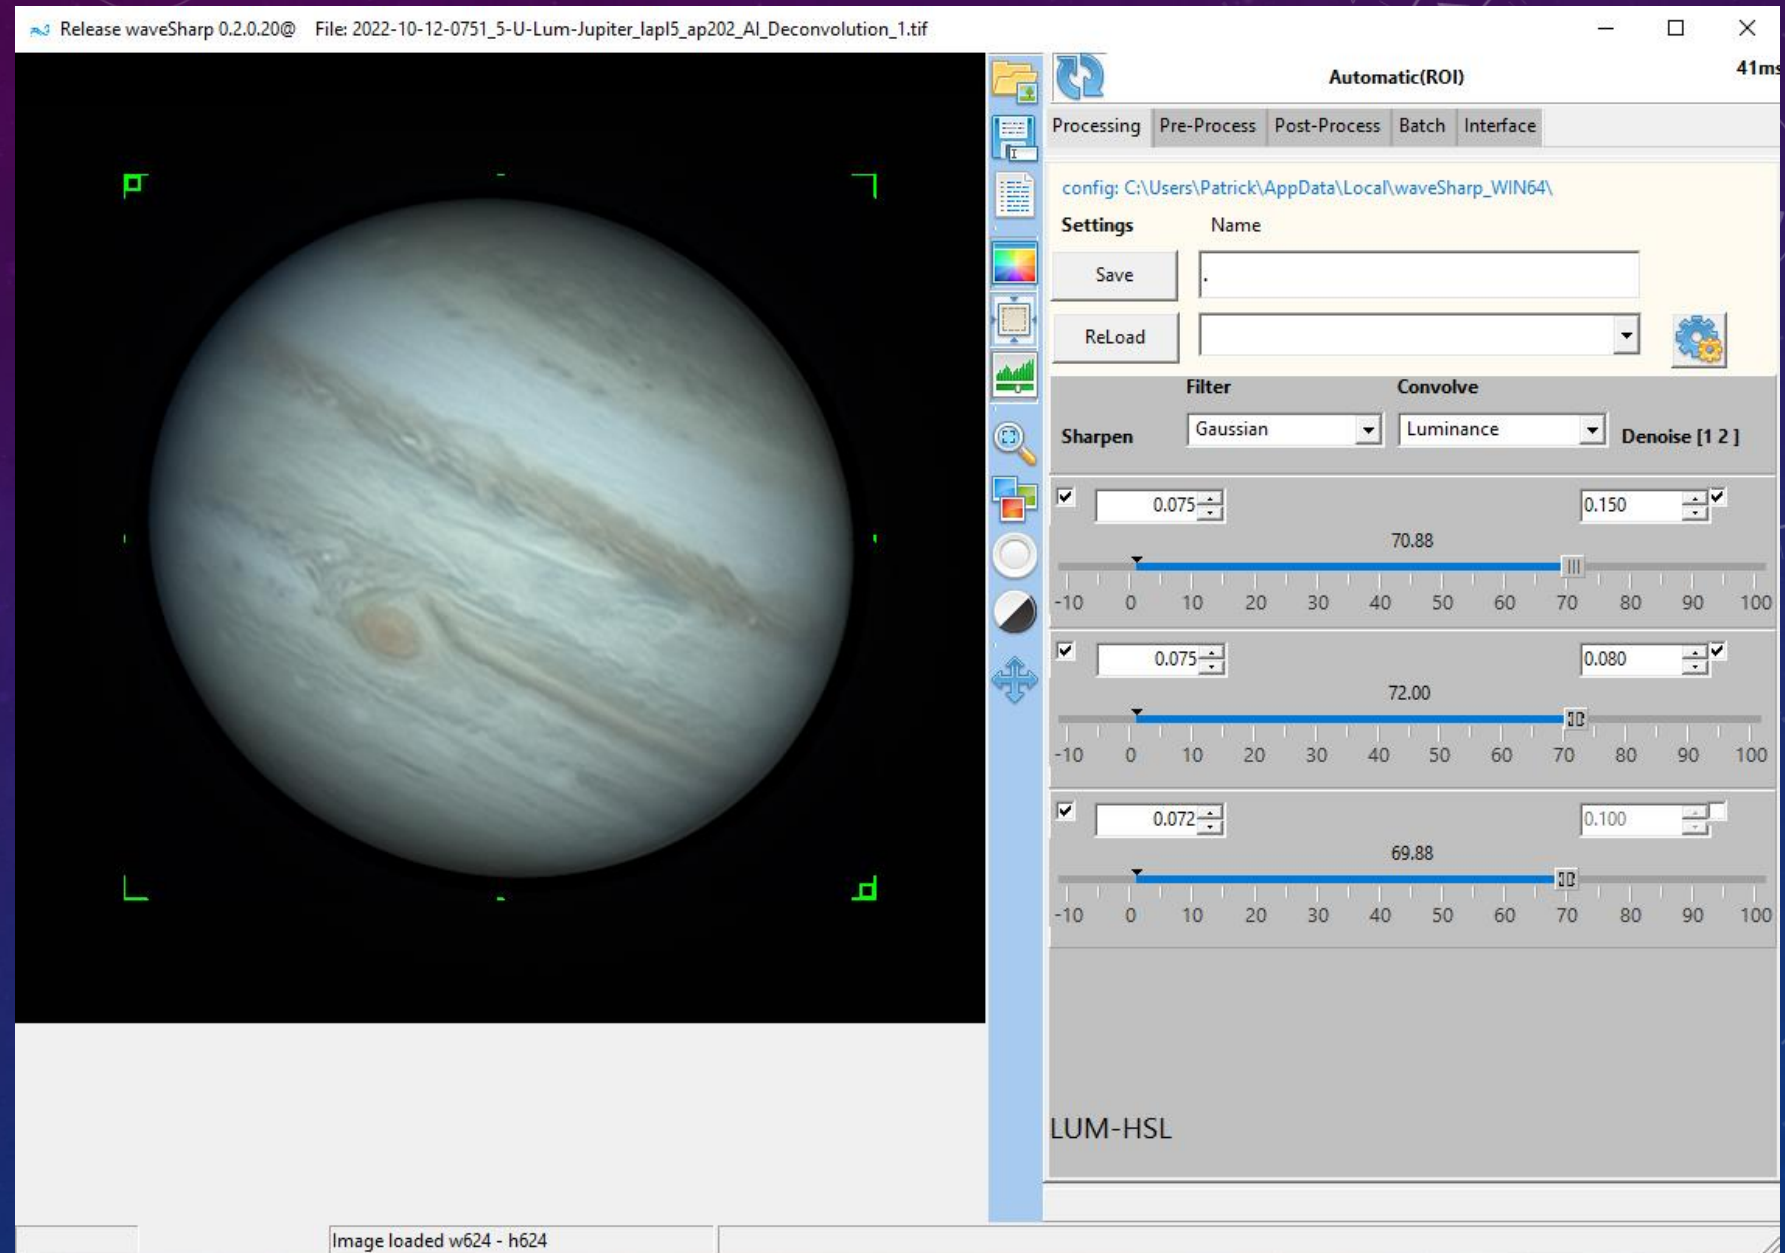 Release waveSharp 0.2.0.20@ File: 2022-10-12-0751_5-U-Lum-Jupiter_lapl5_ap202_AI_Deconvolution_1.tif
Automatic(ROI) 41ms
Processing Pre-Process Post-Process Batch Interface
config: C:\Users\Patrick\AppData\Local\waveSharp_WIN64\
Settings Name
Save .
ReLoad
Filter Convolve
Sharpen Gaussian Luminance Denoise [1 2 ]
0.075 0.150
70.88
-10 0 10 20 30 40 50 60 70 80 90 100
0.075 0.080
72.00
-10 0 10 20 30 40 50 60 70 80 90 100
0.072 0.100
69.88
-10 0 10 20 30 40 50 60 70 80 90 100
LUM-HSL
Image loaded w624 - h624